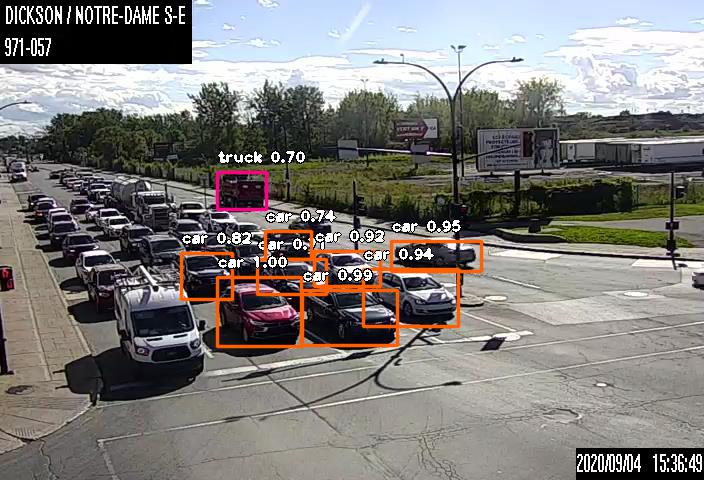 DICKSON / NOTRE-DAME S-E
971-057
truck 0.70
car 0.74
car 0.95
car 0.82
car 0.92
car 0.94
car 1.00
car 0.99
2020/09/04 15:36:49